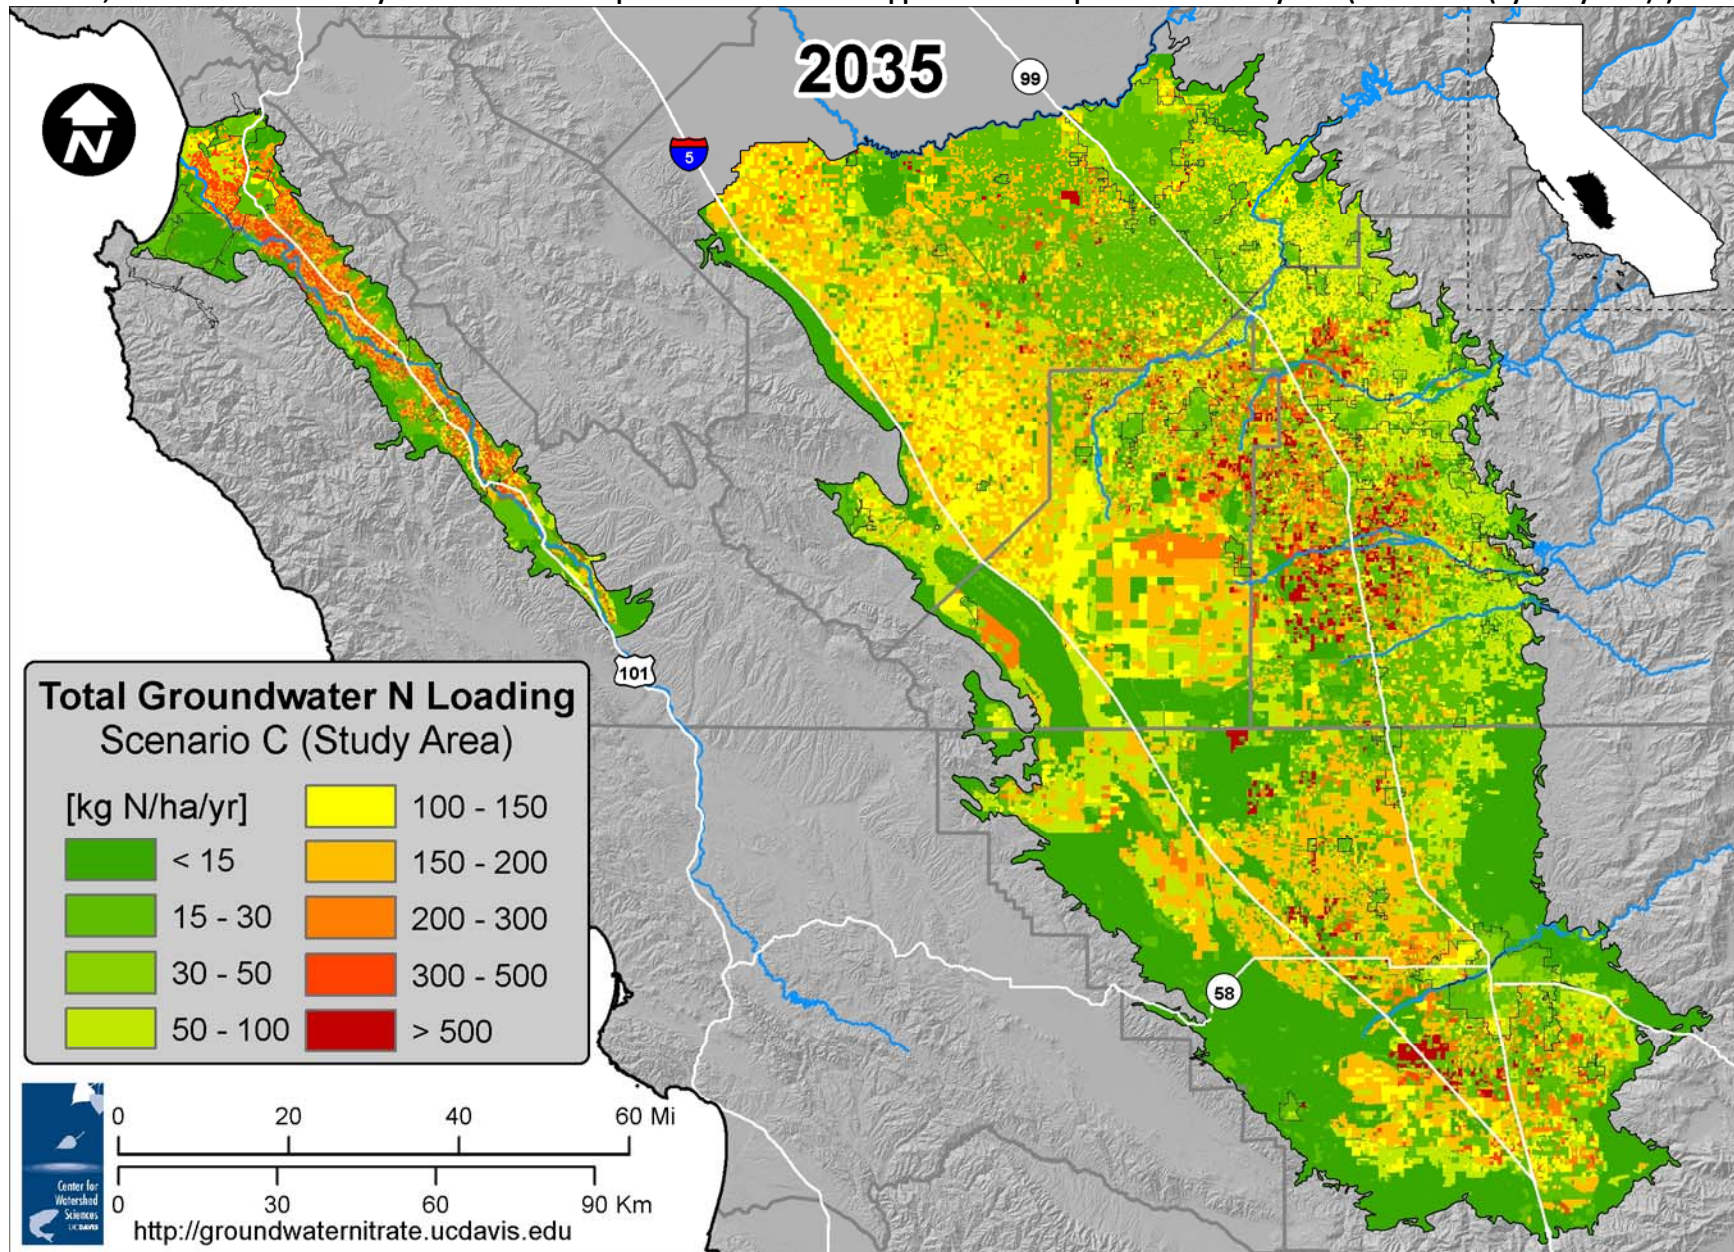 2035
N
99
5
101
58
Total Groundwater N Loading
Scenario C (Study Area)
[kg N/ha/yr]
< 15
15 - 30
30 - 50
50 - 100
100 - 150
150 - 200
200 - 300
300 - 500
> 500
0 20 40 60 Mi
0 30 60 90 Km
Center for
Watershed
Sciences
UC DAVIS
http://groundwaternitrate.ucdavis.edu